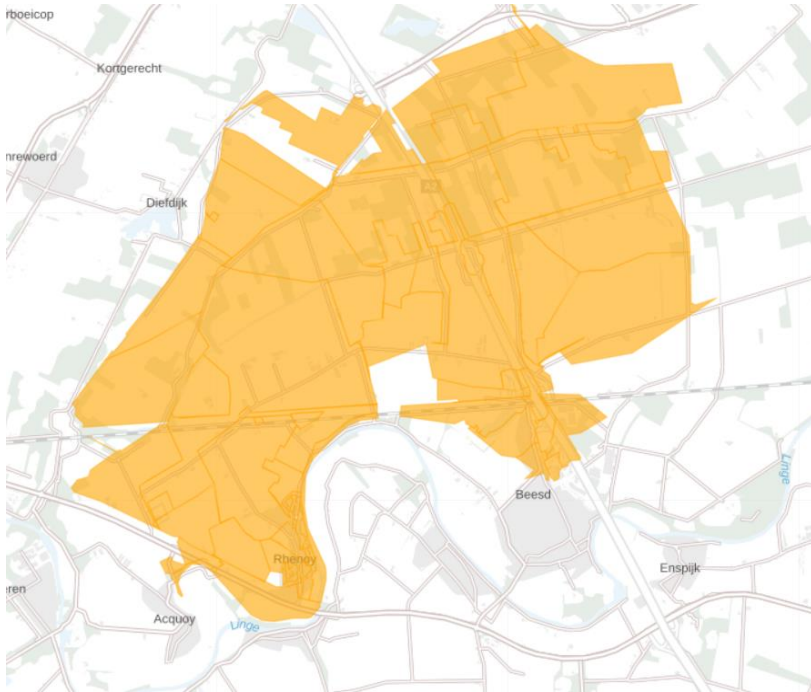 rboeicop
Kortgerecht
nrewoerd
Diefdijk
A2
Linge
Beesd
Rhenoy
Enspijk
eren
Acquoy
Linge